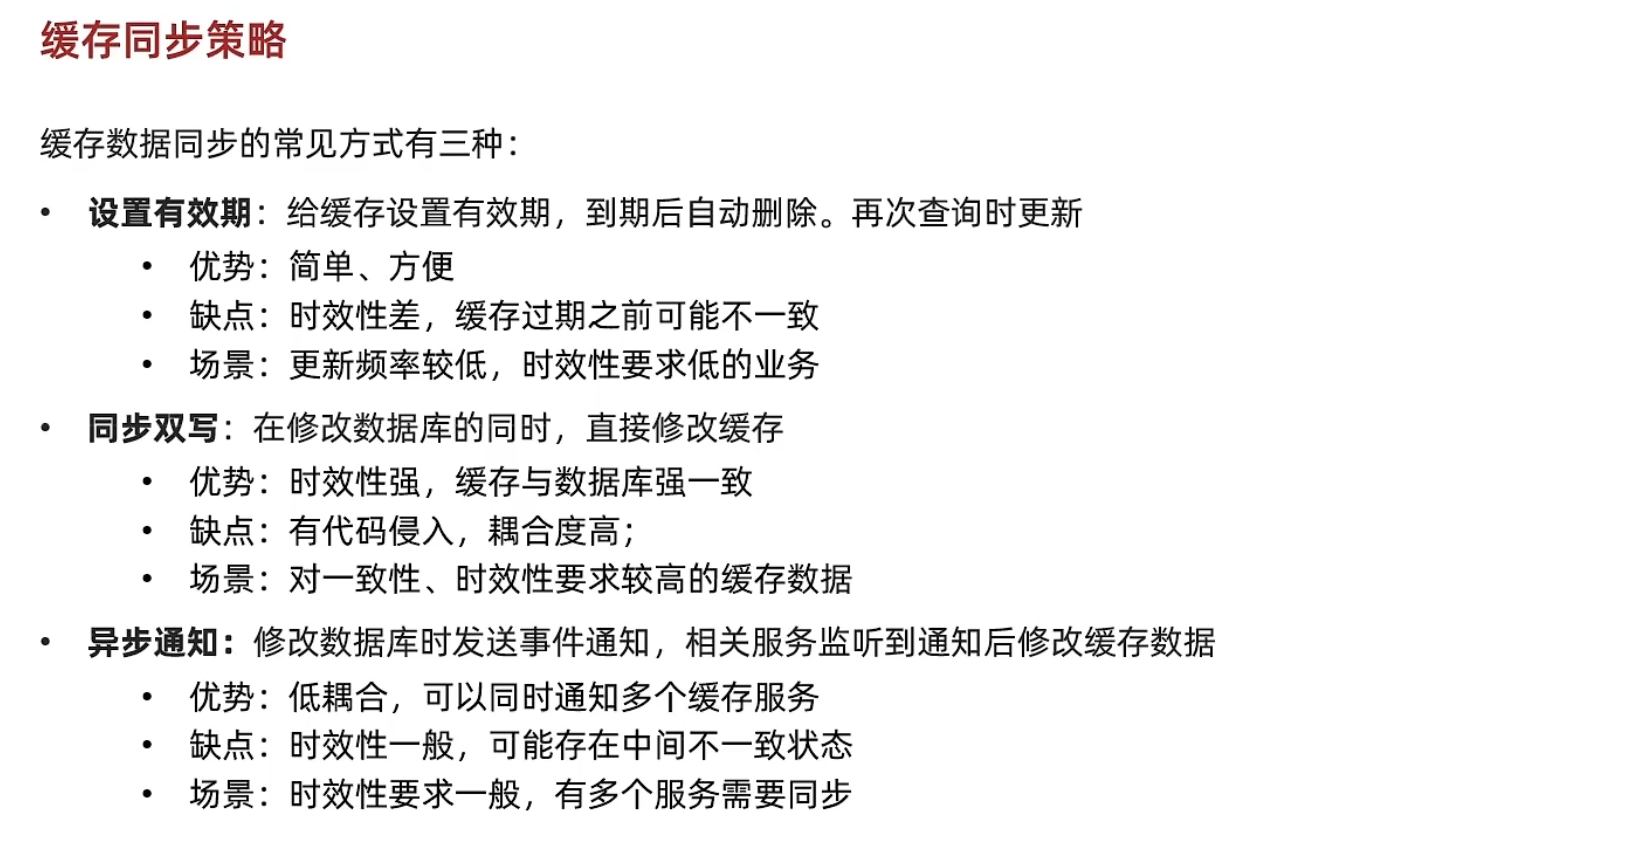 缓存同步策略
缓存数据同步的常见方式有三种：
• 设置有效期：给缓存设置有效期，到期后自动删除。再次查询时更新
• 优势：简单、方便
• 缺点：时效性差，缓存过期之前可能不一致
• 场景：更新频率较低，时效性要求低的业务
• 同步双写：在修改数据库的同时，直接修改缓存
• 优势：时效性强，缓存与数据库强一致
• 缺点：有代码侵入，耦合度高；
• 场景：对一致性、时效性要求较高的缓存数据
• 异步通知：修改数据库时发送事件通知，相关服务监听到通知后修改缓存数据
• 优势：低耦合，可以同时通知多个缓存服务
• 缺点：时效性一般，可能存在中间不一致状态
• 场景：时效性要求一般，有多个服务需要同步